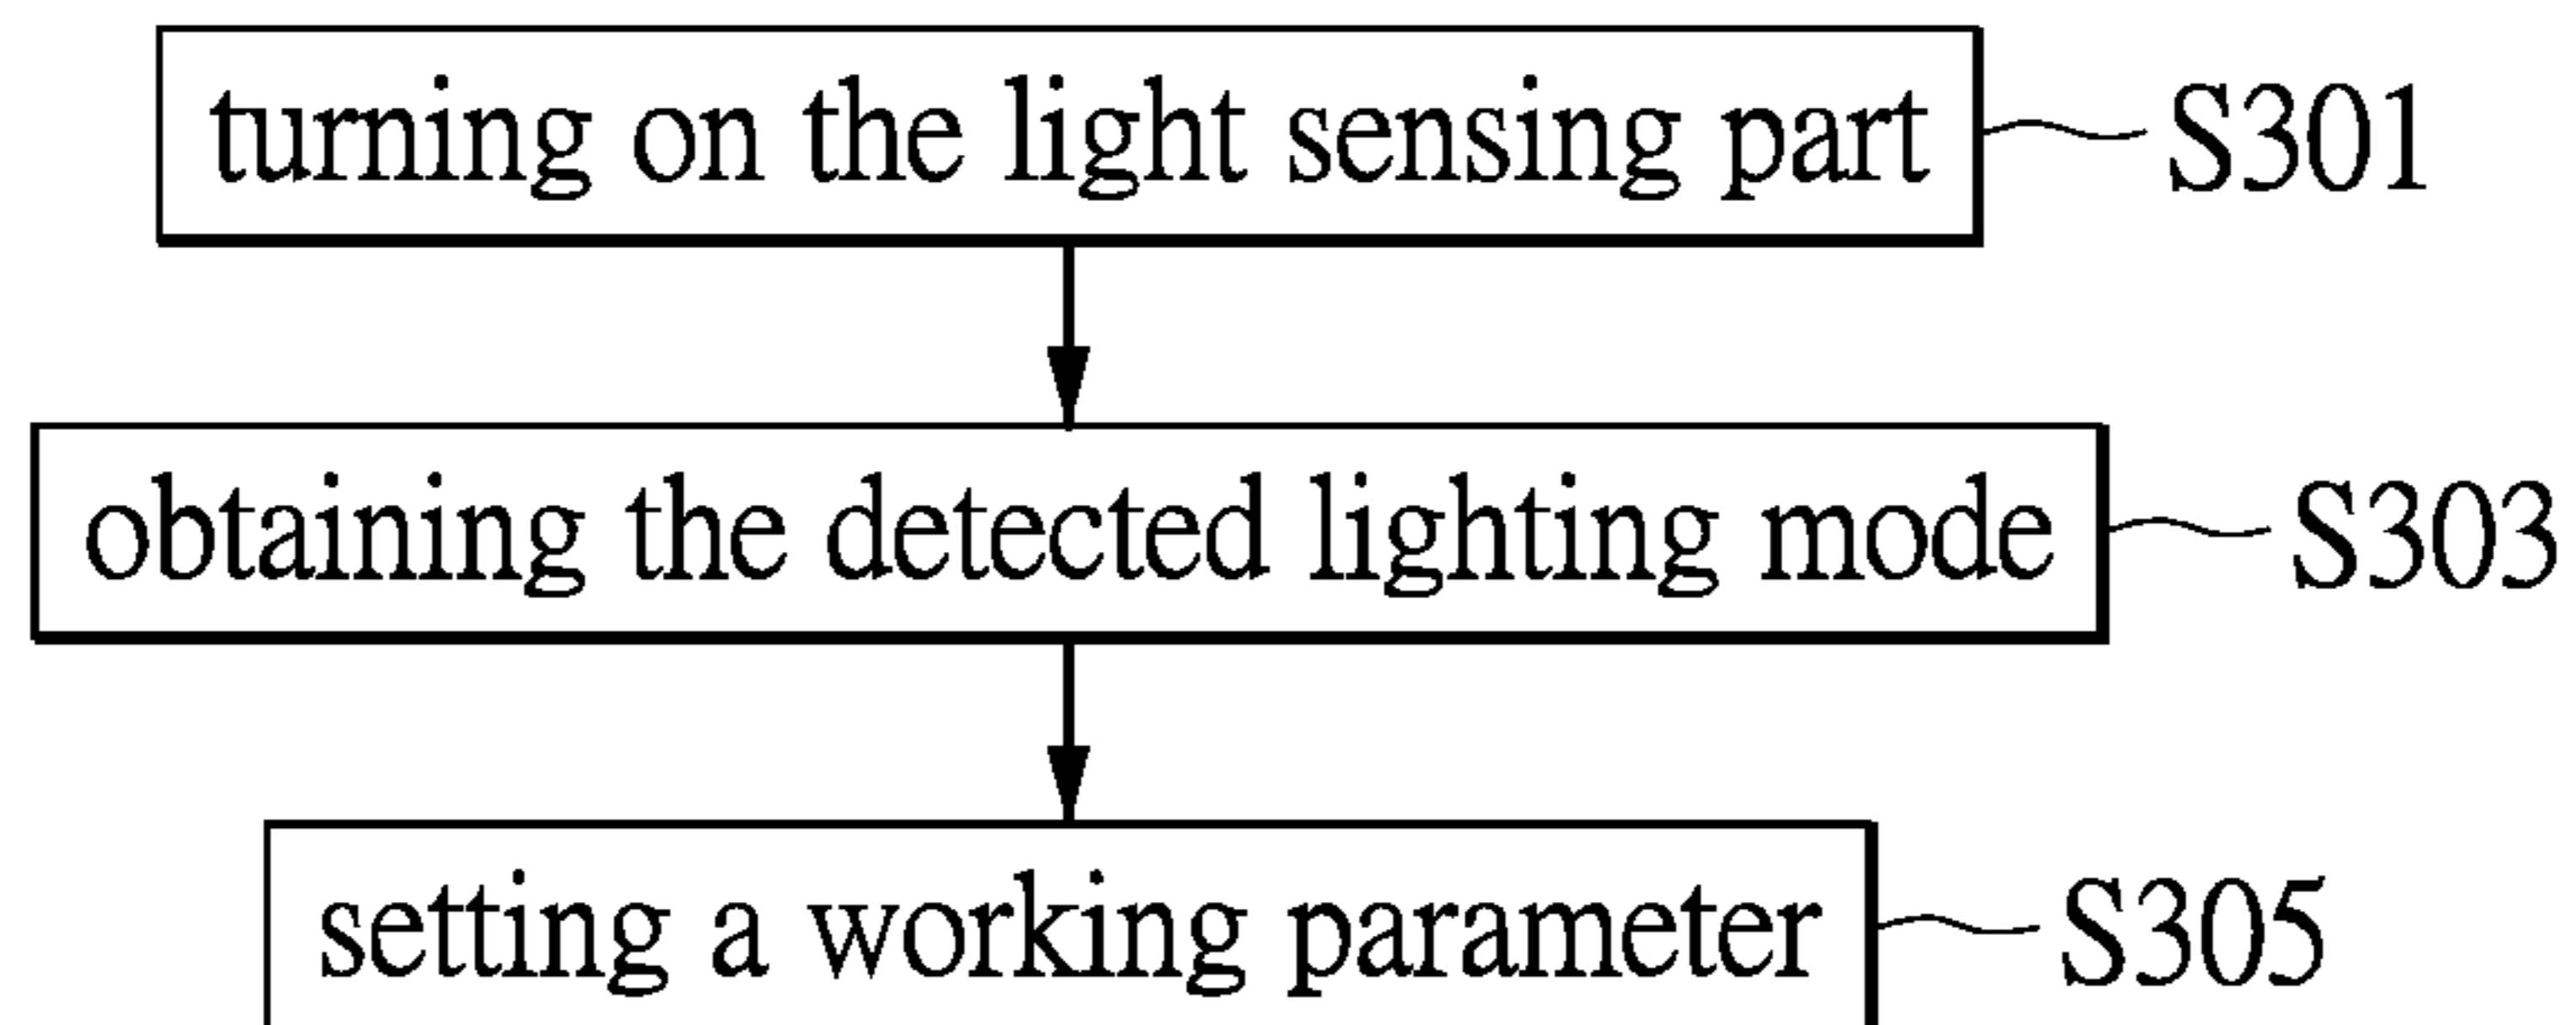 turning on the light sensing part S301
obtaining the detected lighting mode S303
setting a working parameter S305